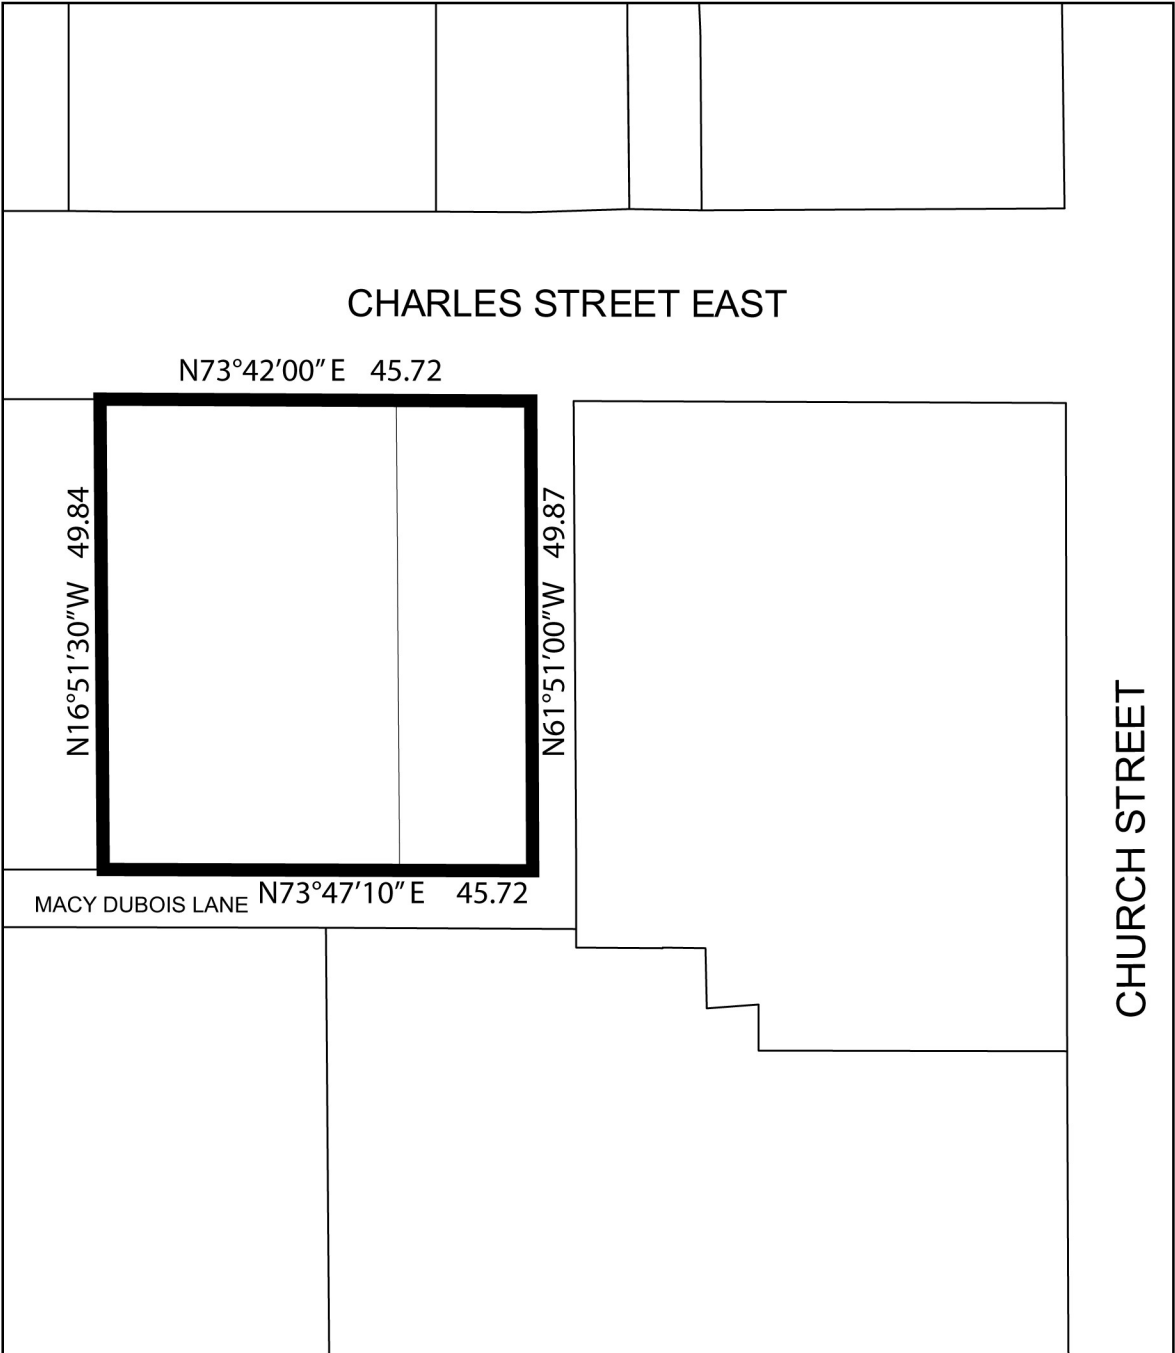 CHARLES STREET EAST
N73°42’00” E 45.72
N16°51’30”W 49.84
N61°51’00”W 49.87
CHURCH STREET
MACY DUBOIS LANE
N73°47’10” E 45.72